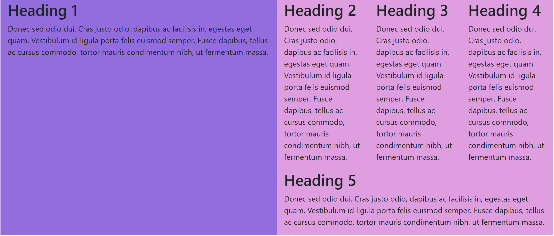 Heading 1
Donec sed odio dui. Cras justo odio, dapibus ac facilisis in, egestas eget
quam. Vestibulum id ligula porta felis euismod semper. Fusce dapibus, tellus
ac cursus commodo, tortor mauris condimentum nibh, ut fermentum massa.
Heading 2
Donec sed odio dui.
Cras justo odio,
dapibus ac facilisis in,
egestas eget quam.
Vestibulum id ligula
porta felis euismod
semper. Fusce
dapibus, tellus ac
cursus commodo,
tortor mauris
condimentum nibh, ut
fermentum massa.
Heading 3
Donec sed odio dui.
Cras justo odio,
dapibus ac facilisis in,
egestas eget quam.
Vestibulum id ligula
porta felis euismod
semper. Fusce
dapibus, tellus ac
cursus commodo,
tortor mauris
condimentum nibh, ut
fermentum massa.
Heading 4
Donec sed odio dui.
Cras justo odio,
dapibus ac facilisis in,
egestas eget quam.
Vestibulum id ligula
porta felis euismod
semper. Fusce
dapibus, tellus ac
cursus commodo,
tortor mauris
condimentum nibh, ut
fermentum massa.
Heading 5
Donec sed odio dui. Cras justo odio, dapibus ac facilisis in, egestas eget
quam. Vestibulum id ligula porta felis euismod semper. Fusce dapibus, tellus
ac cursus commodo, tortor mauris condimentum nibh, ut fermentum massa.